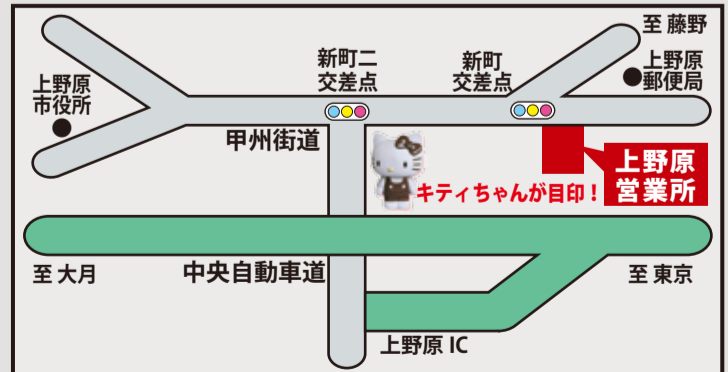 至 藤野
新町二
交差点
新町
交差点
上野原
郵便局
上野原
市役所
甲州街道
上野原
営業所
キティちゃんが目印！
至 大月
中央自動車道
至 東京
上野原 IC